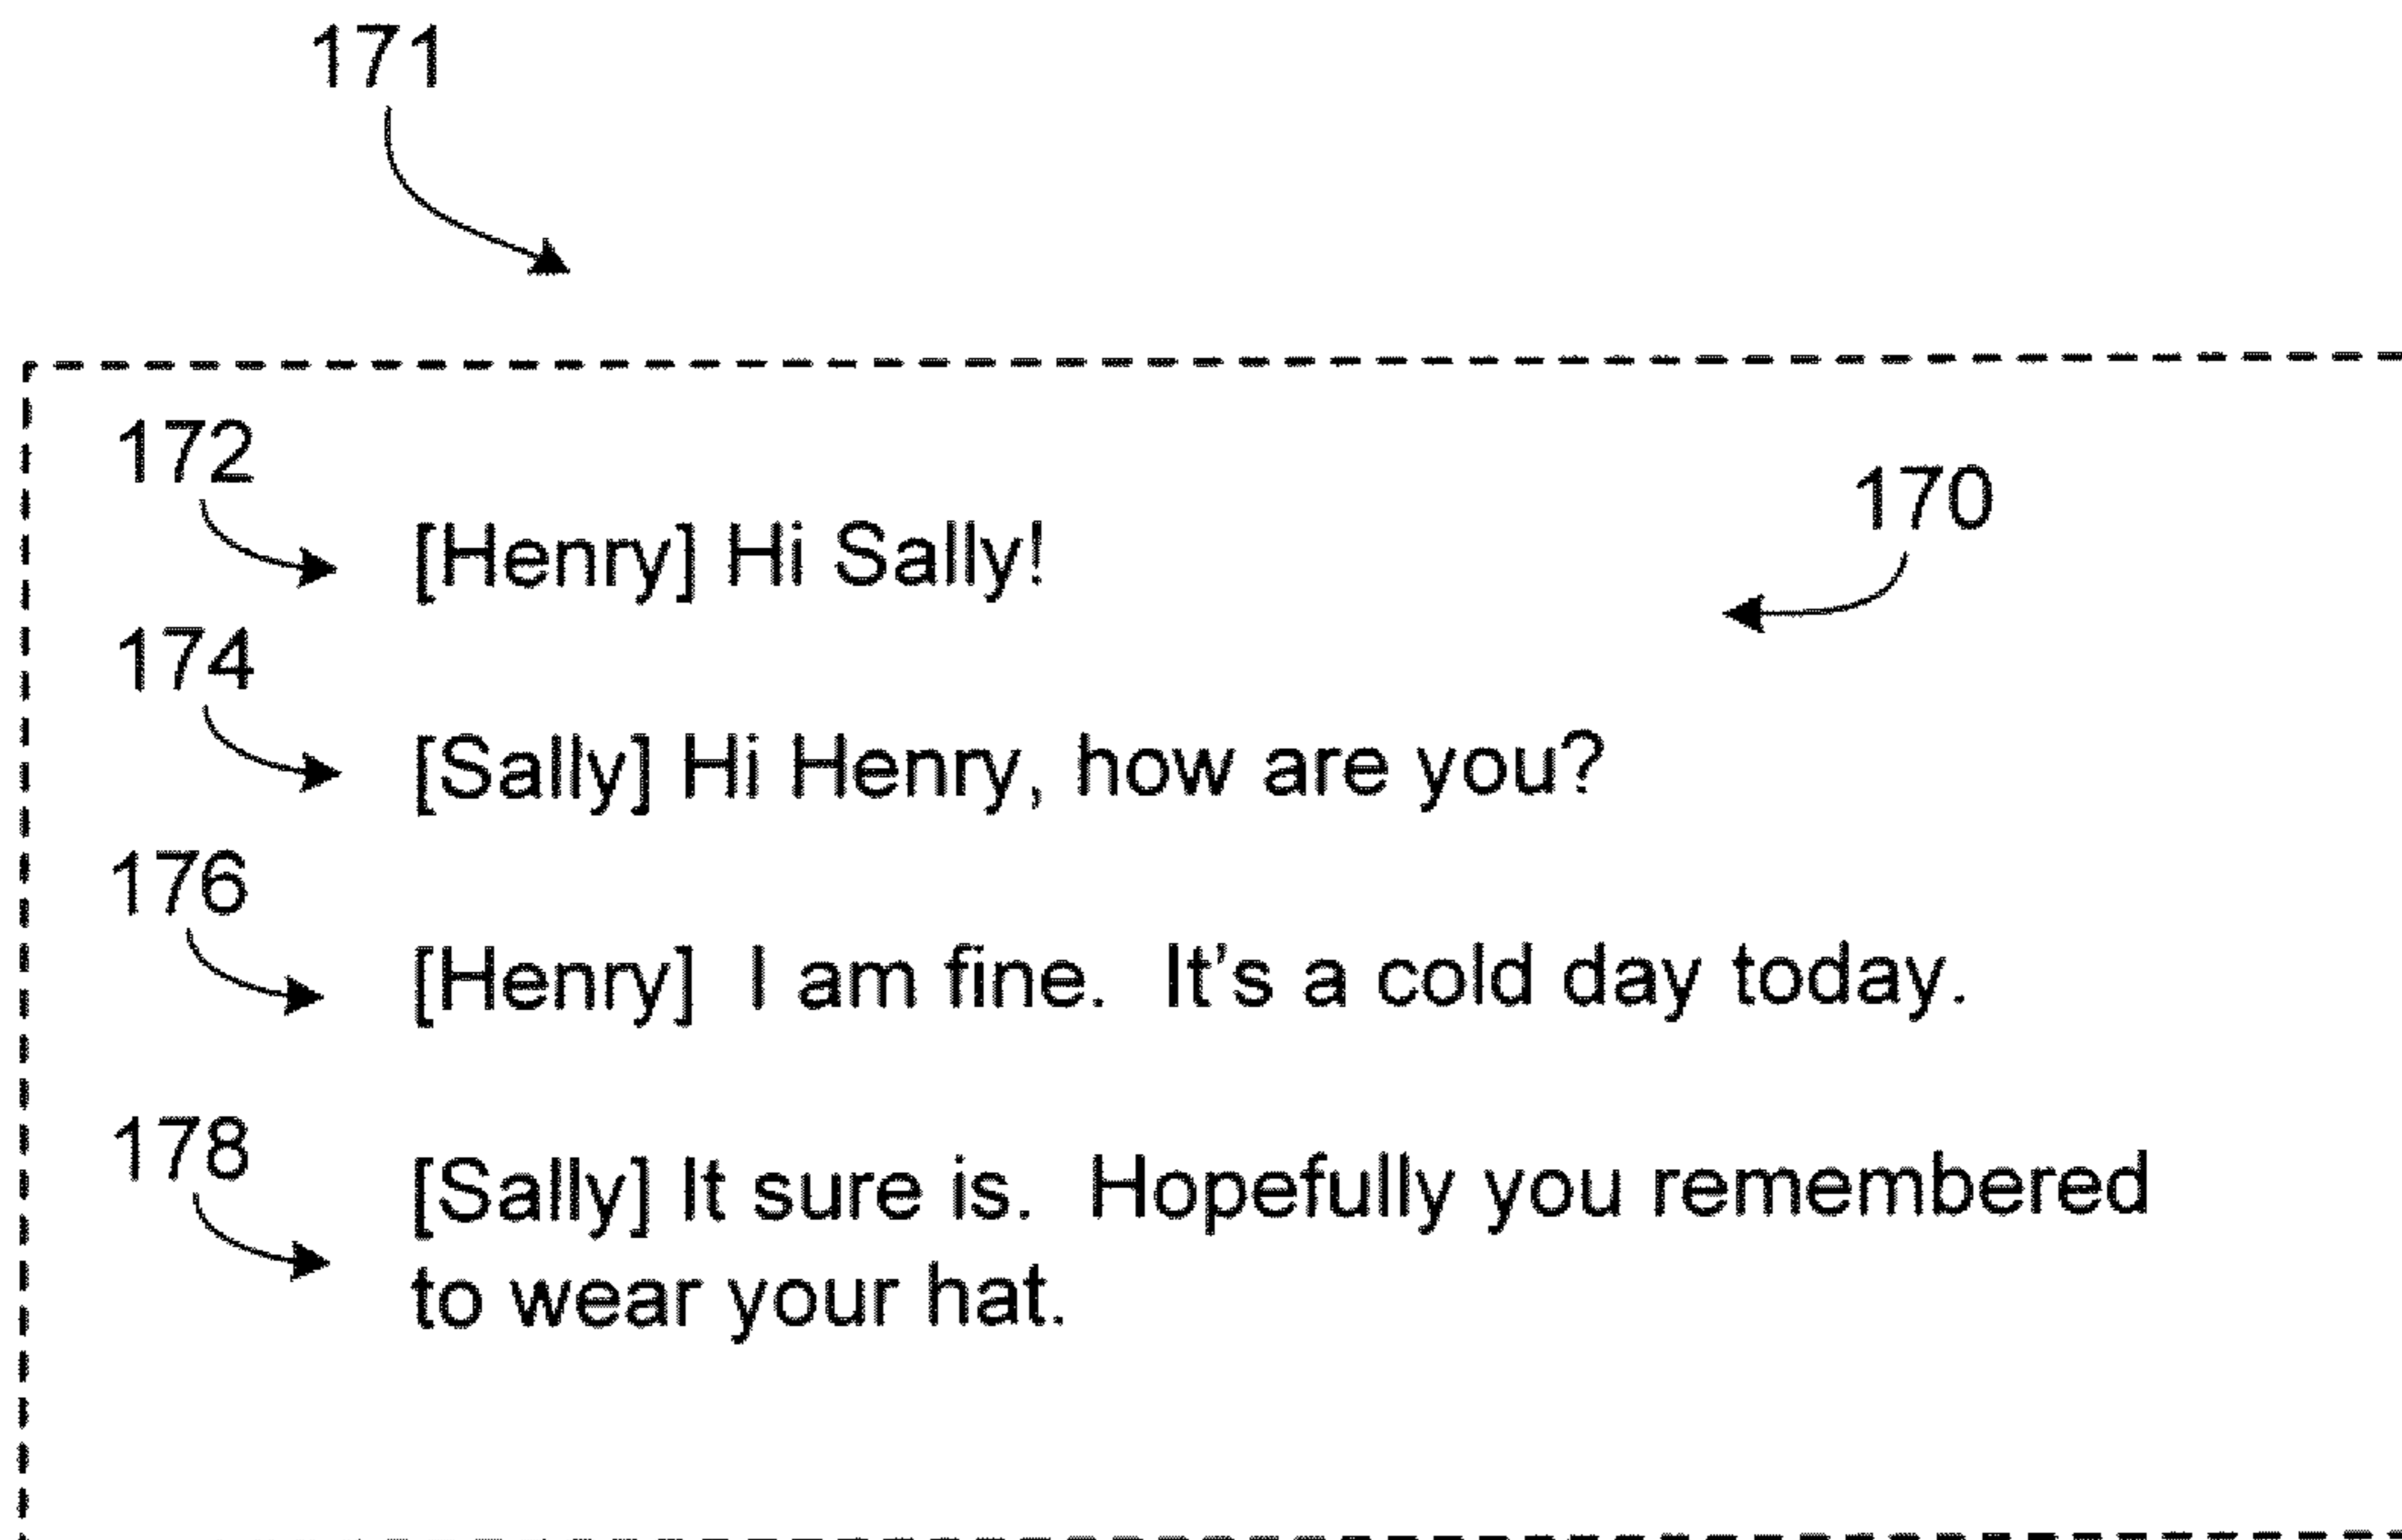 171
172
170
[Henry] Hi Sally!
174
[Sally] Hi Henry, how are you?
176
[Henry]  I am fine.  It’s a cold day today.
178
[Sally] It sure is.  Hopefully you remembered
to wear your hat.